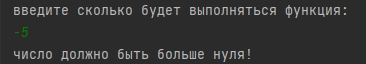 введите сколько будет выполняться функция:
-5
число должно быть больше нуля!